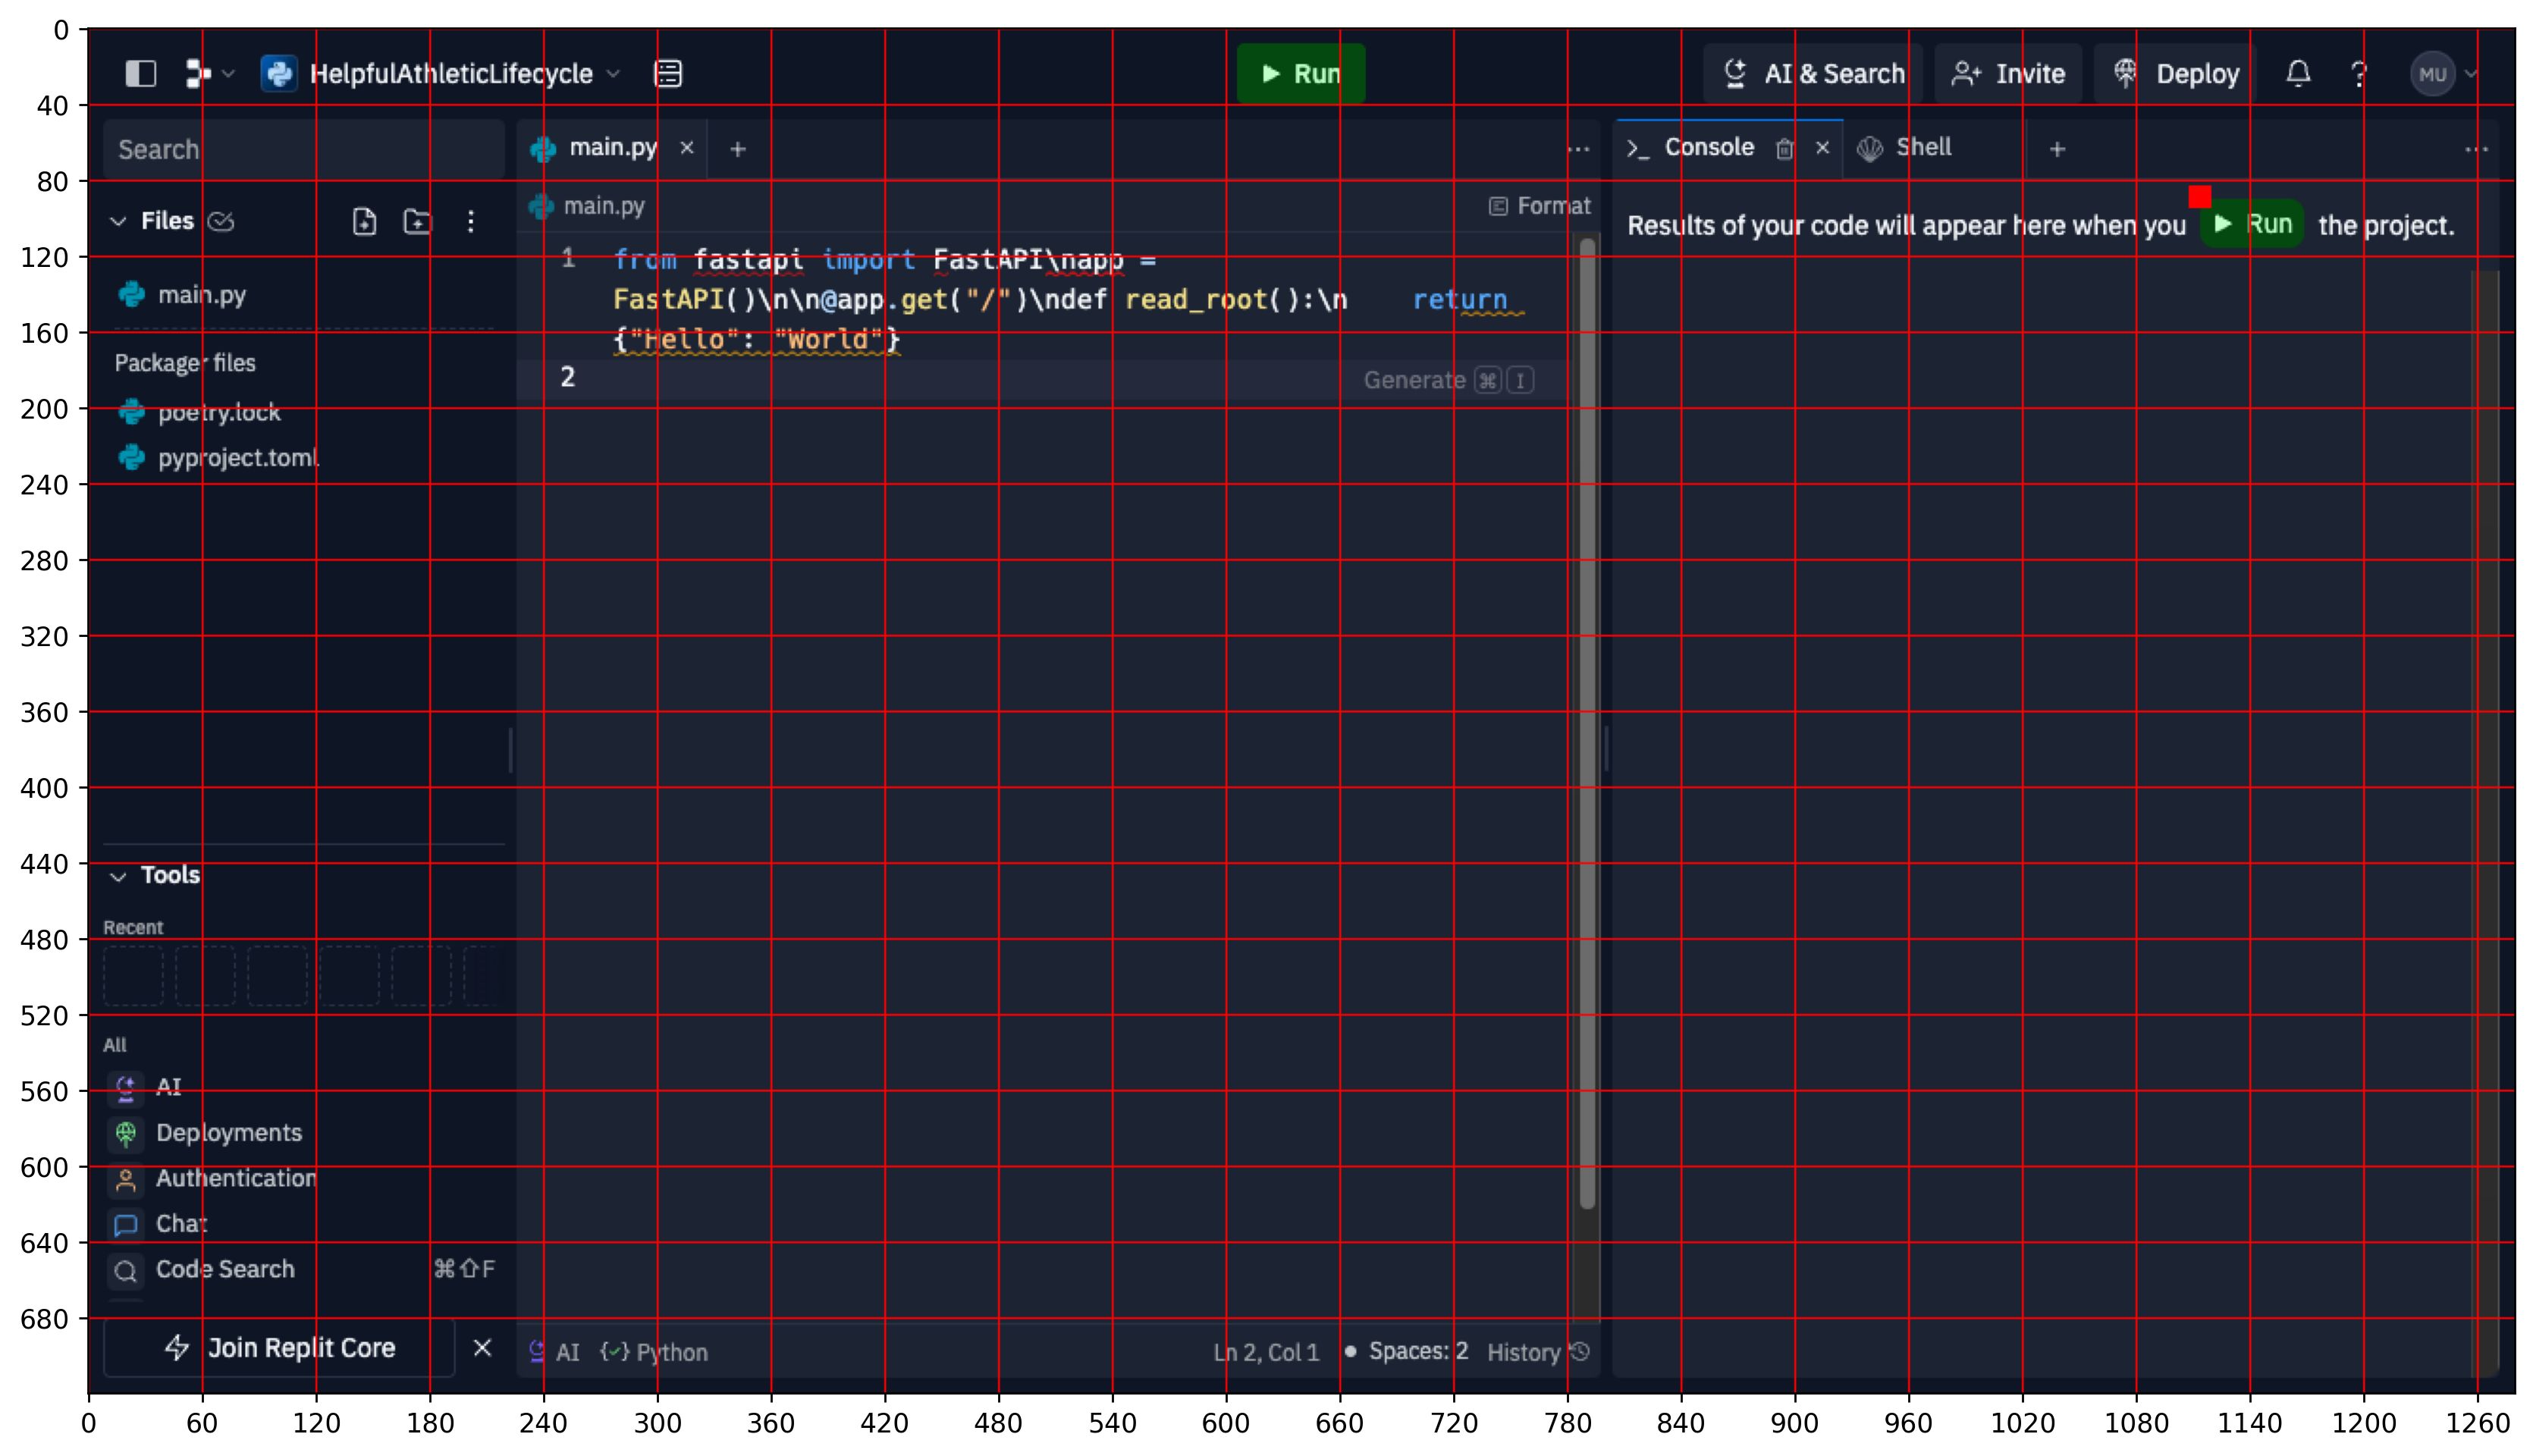 HelpfulAthleticLifecycle
Run
AI & Search
Invite
Deploy
?
MU
Search
main.py
Console
Shell
Files
main.py
Format
Results of your code will appear here when you Run the project.
1 from fastapi import FastAPI\napp =
FastAPI()\n\n@app.get("/")\ndef read_root():\n    return
{"Hello": "World"}
2
Generate ⌘ I
main.py
Packager files
poetry.lock
pyproject.toml
Tools
Recent
All
AI
Deployments
Authentication
Chat
Code Search ⌘⇧F
Join Replit Core
AI
Python
Ln 2, Col 1
Spaces: 2
History
0
40
80
120
160
200
240
280
320
360
400
440
480
520
560
600
640
680
0 60 120 180 240 300 360 420 480 540 600 660 720 780 840 900 960 1020 1080 1140 1200 1260